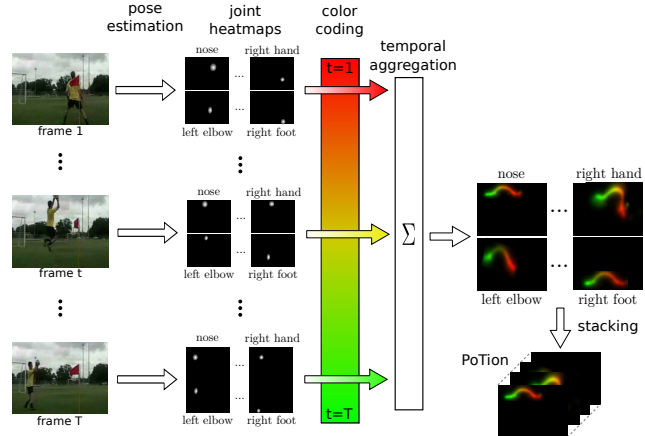 pose estimation
joint heatmaps
color coding
temporal aggregation
nose
right hand
...
...
left elbow
right foot
frame 1
t=1
nose
right hand
...
...
left elbow
right foot
frame t
Σ
nose
right hand
...
...
left elbow
right foot
stacking
PoTion
nose
right hand
...
...
left elbow
right foot
frame T
t=T